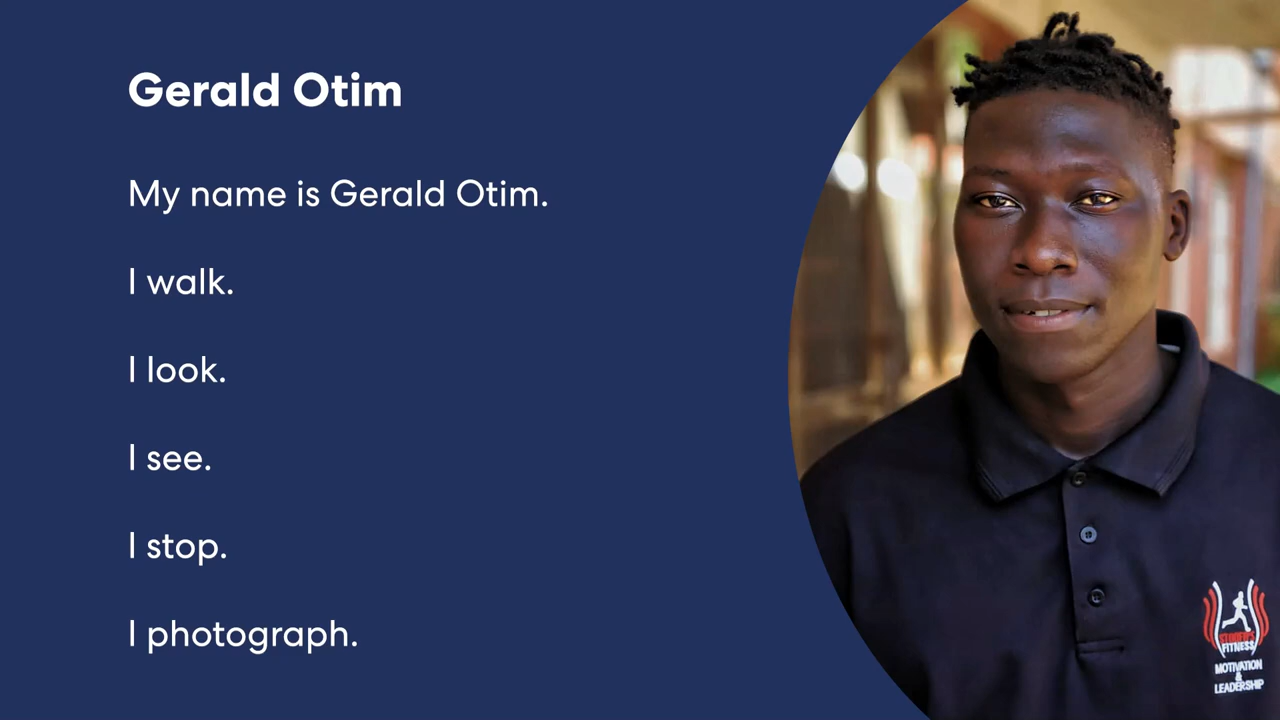 Gerald Otim
My name is Gerald Otim.
I walk.
I look.
I see.
I stop.
I photograph.
FITNESS
MOTIVATION
&
LEADERSHIP